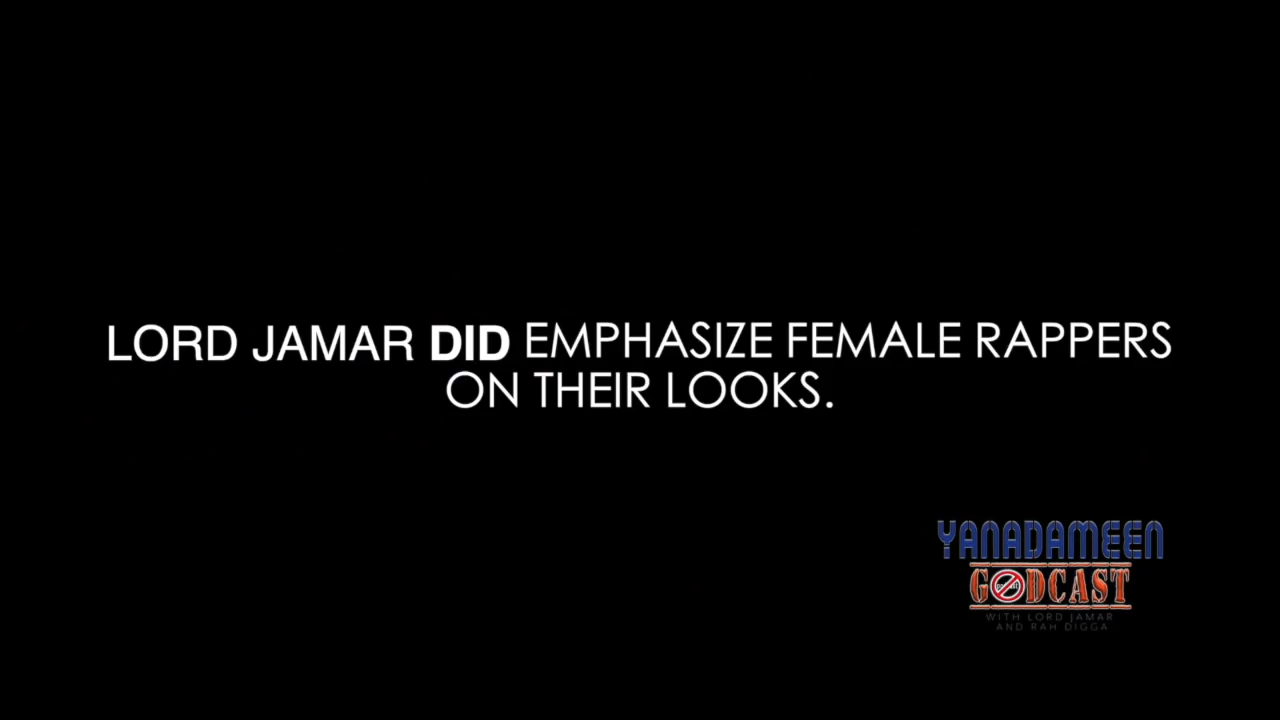 LORD JAMAR DID EMPHASIZE FEMALE RAPPERS
ON THEIR LOOKS.
YANADAMEEN
GODCAST
WITH LORD JAMAR
AND RAH DIGGA